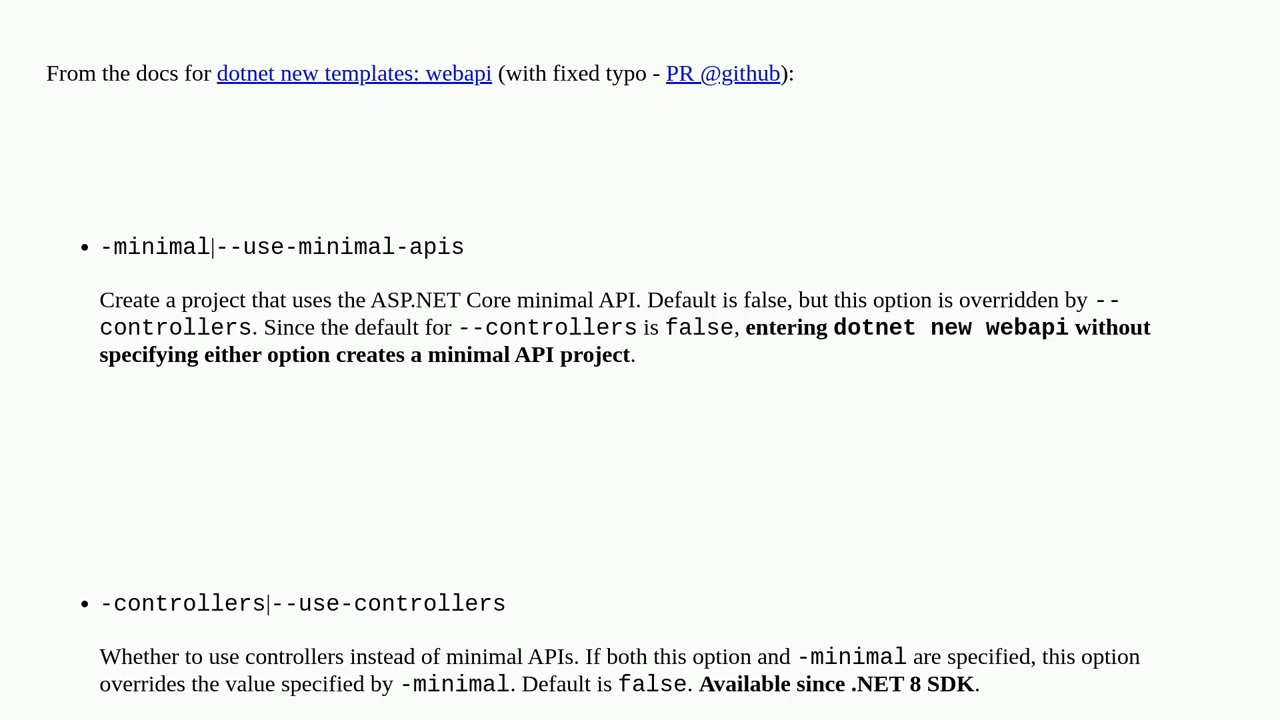 From the docs for dotnet new templates: webapi (with fixed typo - PR @github):
• -minimal|--use-minimal-apis
Create a project that uses the ASP.NET Core minimal API. Default is false, but this option is overridden by --
controllers. Since the default for --controllers is false, entering dotnet new webapi without
specifying either option creates a minimal API project.
• -controllers|--use-controllers
Whether to use controllers instead of minimal APIs. If both this option and -minimal are specified, this option
overrides the value specified by -minimal. Default is false. Available since .NET 8 SDK.